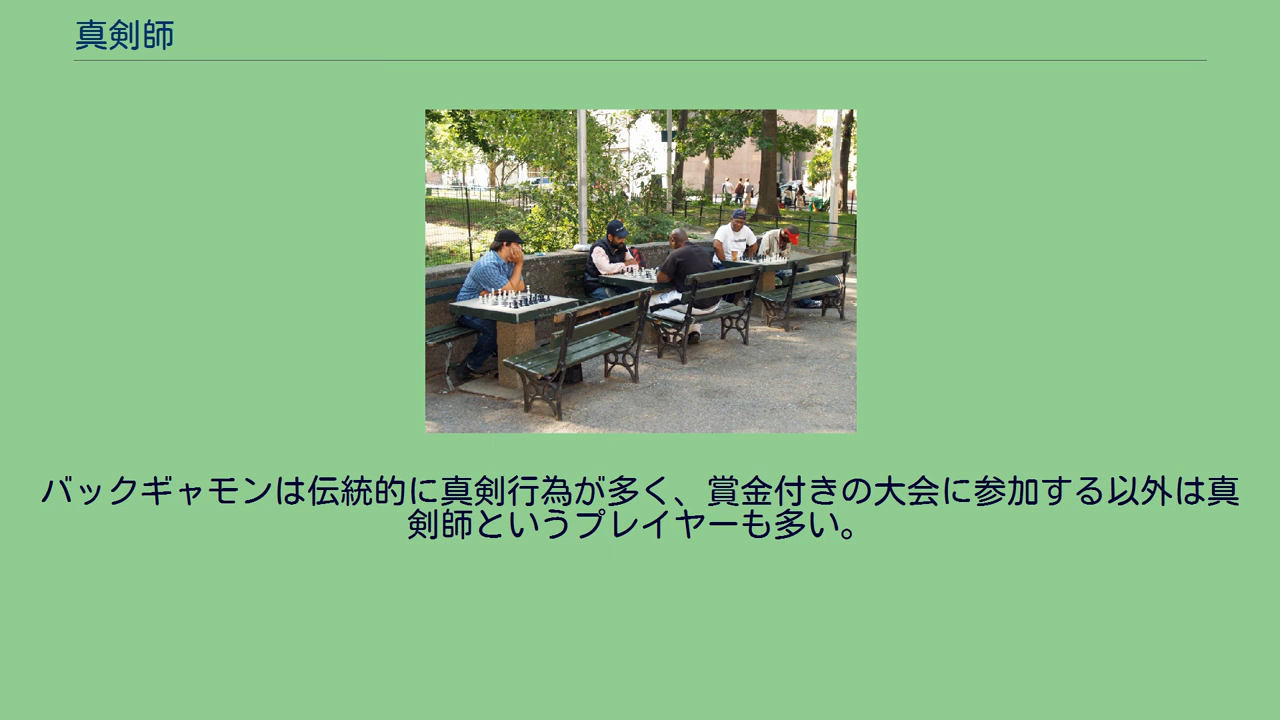 真剣師
バックギャモンは伝統的に真剣行為が多く、賞金付きの大会に参加する以外は真
剣師というプレイヤーも多い。